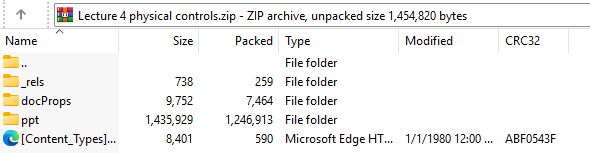 Lecture 4 physical controls.zip - ZIP archive, unpacked size 1,454,820 bytes
Name Size Packed Type Modified CRC32
..  File folder
_rels 738 259 File folder
docProps 9,752 7,464 File folder
ppt 1,435,929 1,246,913 File folder
[Content_Types]... 8,401 590 Microsoft Edge HT... 1/1/1980 12:00 ... ABF0543F